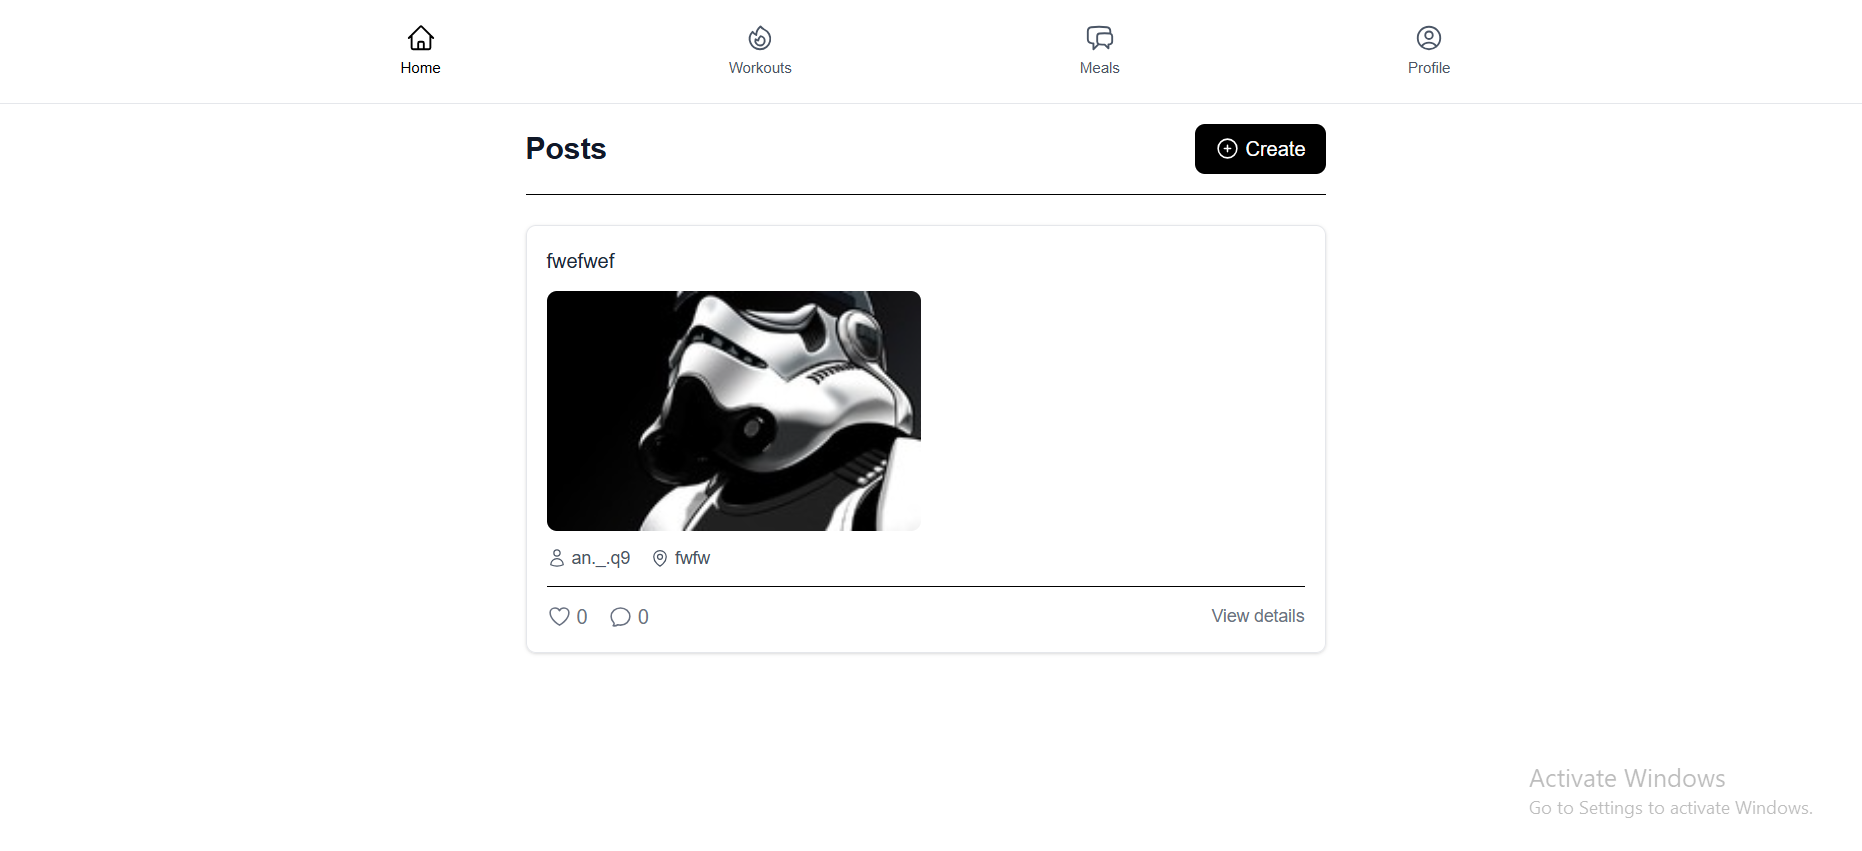 Home
Workouts
Meals
Profile
Posts
Create
fwefwef
an._.q9 fwfw
0 0 View details
Activate Windows
Go to Settings to activate Windows.